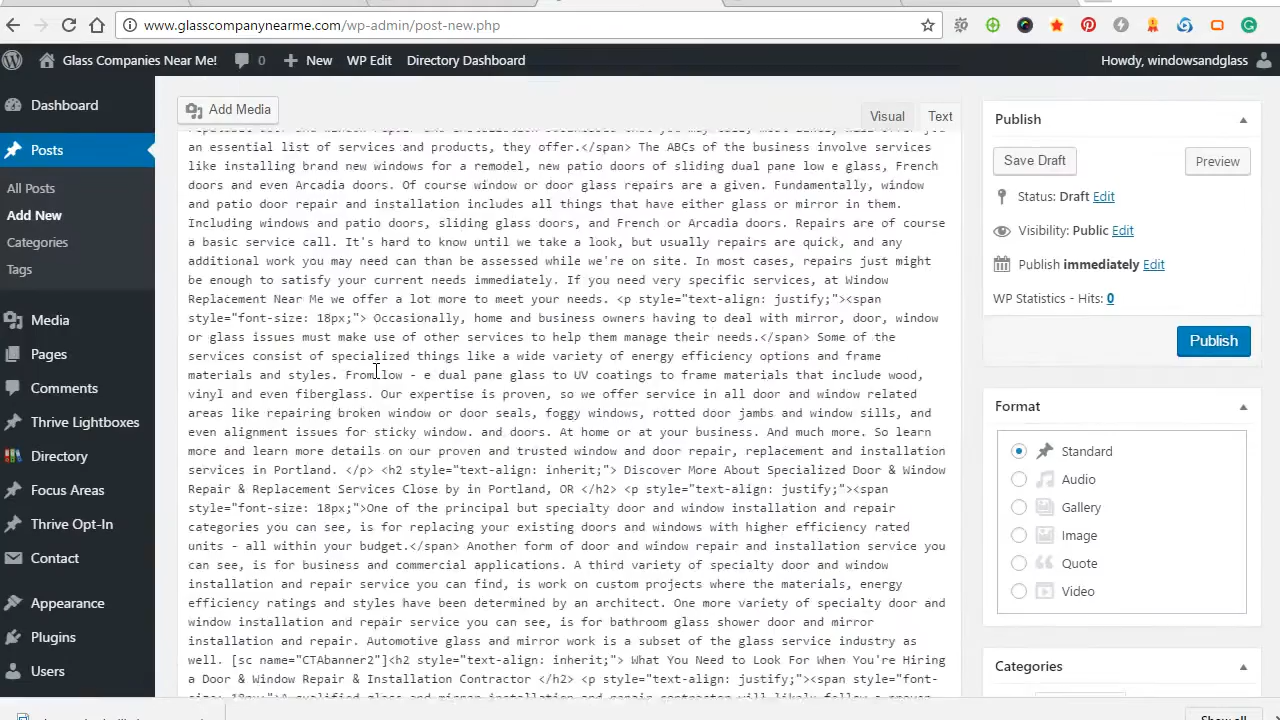 www.glasscompanynearme.com/wp-admin/post-new.php
Glass Companies Near Me!
0
New
WP Edit
Directory Dashboard
Howdy, windowsandglass
Dashboard
Posts
All Posts
Add New
Categories
Tags
Media
Pages
Comments
Thrive Lightboxes
Directory
Focus Areas
Thrive Opt-In
Contact
Appearance
Plugins
Users
Add Media
Visual
Text
an essential list of services and products, they offer.</span> The ABCs of the business involve services
like installing brand new windows for a remodel, new patio doors of sliding dual pane low e glass, French
doors and even Arcadia doors. Of course window or door glass repairs are a given. Fundamentally, window
and patio door repair and installation includes all things that have either glass or mirror in them.
Including windows and patio doors, sliding glass doors, and French or Arcadia doors. Repairs are of course
a basic service call. It's hard to know until we take a look, but usually repairs are quick, and any
additional work you may need can than be assessed while we're on site. In most cases, repairs just might
be enough to satisfy your current needs immediately. If you need very specific services, at Window
Replacement Near Me we offer a lot more to meet your needs. <p style="text-align: justify;"><span
style="font-size: 18px;"> Occasionally, home and business owners having to deal with mirror, door, window
or glass issues must make use of other services to help them manage their needs.</span> Some of the
services consist of specialized things like a wide variety of energy efficiency options and frame
materials and styles. From low - e dual pane glass to UV coatings to frame materials that include wood,
vinyl and even fiberglass. Our expertise is proven, so we offer service in all door and window related
areas like repairing broken window or door seals, foggy windows, rotted door jambs and window sills, and
even alignment issues for sticky window. and doors. At home or at your business. And much more. So learn
more and learn more details on our proven and trusted window and door repair, replacement and installation
services in Portland. </p> <h2 style="text-align: inherit;"> Discover More About Specialized Door & Window
Repair & Replacement Services Close by in Portland, OR </h2> <p style="text-align: justify;"><span
style="font-size: 18px;">One of the principal but specialty door and window installation and repair
categories you can see, is for replacing your existing doors and windows with higher efficiency rated
units - all within your budget.</span> Another form of door and window repair and installation service you
can see, is for business and commercial applications. A third variety of specialty door and window
installation and repair service you can find, is work on custom projects where the materials, energy
efficiency ratings and styles have been determined by an architect. One more variety of specialty door and
window installation and repair service you can see, is for bathroom glass shower door and mirror
installation and repair. Automotive glass and mirror work is a subset of the glass service industry as
well. [sc name="CTAbanner2"]<h2 style="text-align: inherit;"> What You Need to Look For When You're Hiring
a Door & Window Repair & Installation Contractor </h2> <p style="text-align: justify;"><span style="font-
Publish
Save Draft
Preview
Status: Draft Edit
Visibility: Public Edit
Publish immediately Edit
WP Statistics - Hits: 0
Publish
Format
Standard
Audio
Gallery
Image
Quote
Video
Categories
Show all